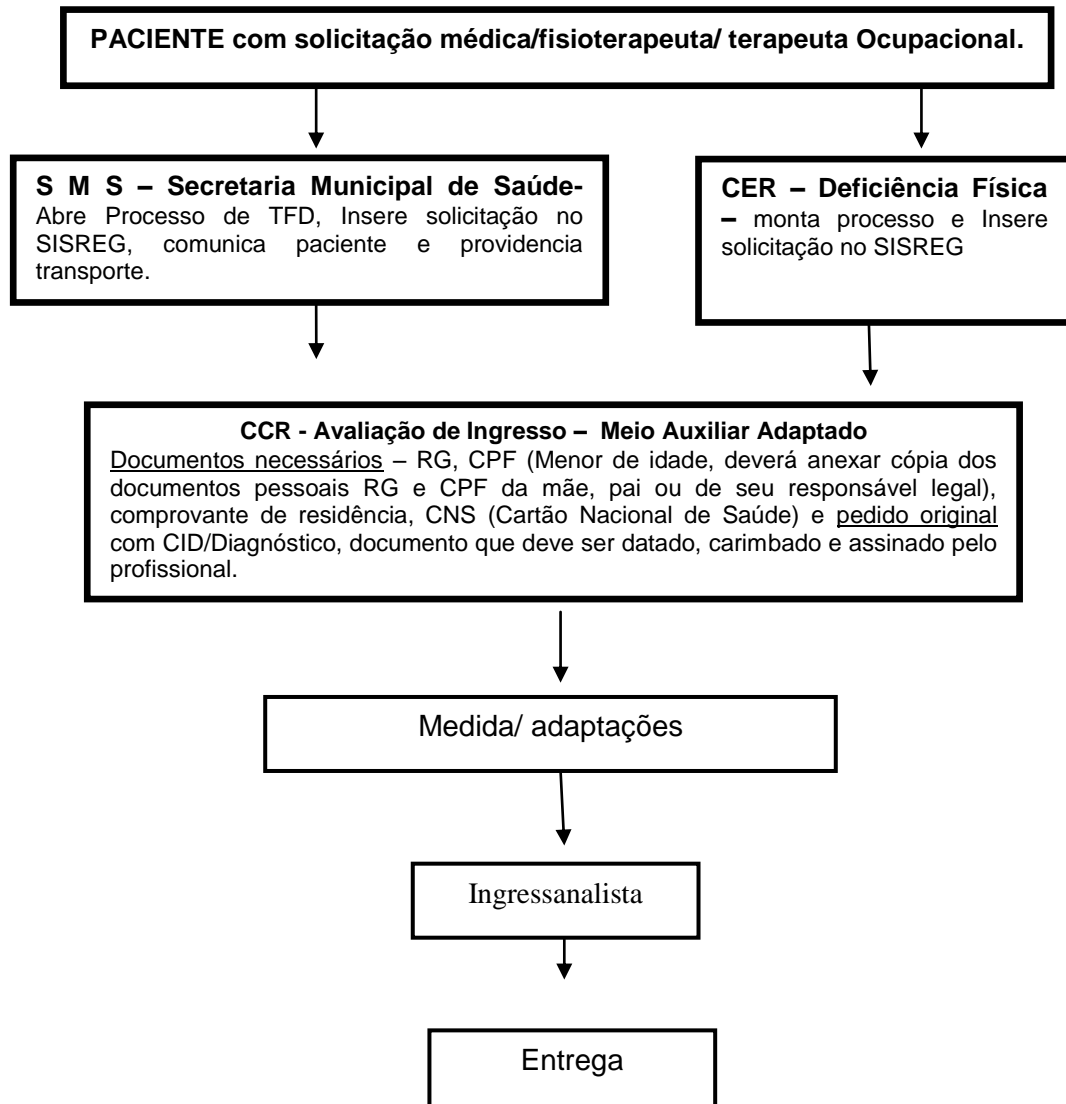 PACIENTE com solicitação médica/fisioterapeuta/ terapeuta Ocupacional.
S M S – Secretaria Municipal de Saúde-
Abre Processo de TFD, Insere solicitação no
SISREG, comunica paciente e providencia
transporte.
CER – Deficiência Física
– monta processo e Insere
solicitação no SISREG
CCR - Avaliação de Ingresso – Meio Auxiliar Adaptado
Documentos necessários – RG, CPF (Menor de idade, deverá anexar cópia dos
documentos pessoais RG e CPF da mãe, pai ou de seu responsável legal),
comprovante de residência, CNS (Cartão Nacional de Saúde) e pedido original
com CID/Diagnóstico, documento que deve ser datado, carimbado e assinado pelo
profissional.
Medida/ adaptações
Ingressanalista
Entrega